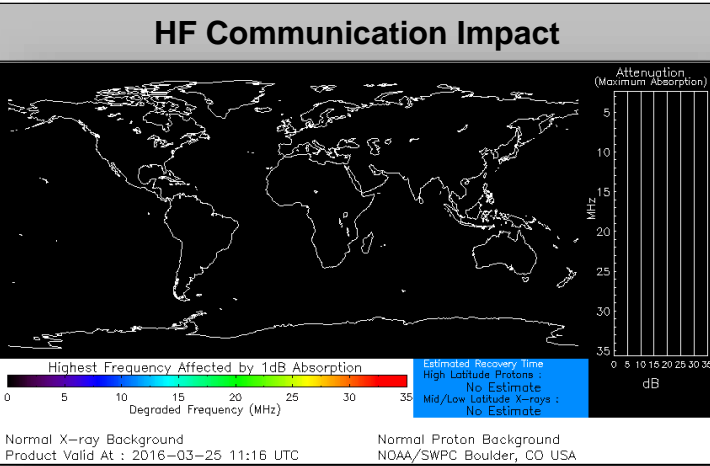 HF Communication Impact
Attenuation
(Maximum Absorption)
5
10
15
20
25
30
35
MHz
0 5 10 15 20 25 30 35
dB
Highest Frequency Affected by 1dB Absorption
0 5 10 15 20 25 30 35
Degraded Frequency (MHz)
Estimated Recovery Time
High Latitude Protons :
No Estimate
Mid/Low Latitude X-rays :
No Estimate
Normal X-ray Background
Normal Proton Background
Product Valid At : 2016-03-25 11:16 UTC
NOAA/SWPC Boulder, CO USA